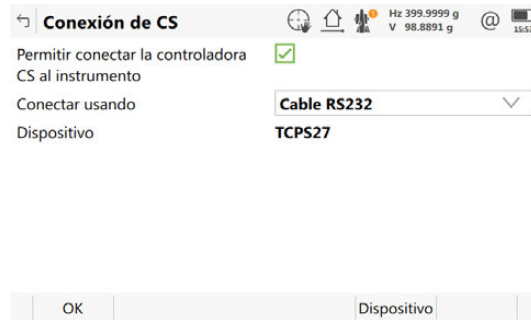 Conexión de CS
Hz 399.9999 g
V 98.8891 g
@
Permitir conectar la controladora
CS al instrumento
Conectar usando
Cable RS232
Dispositivo
TCPS27
OK
Dispositivo